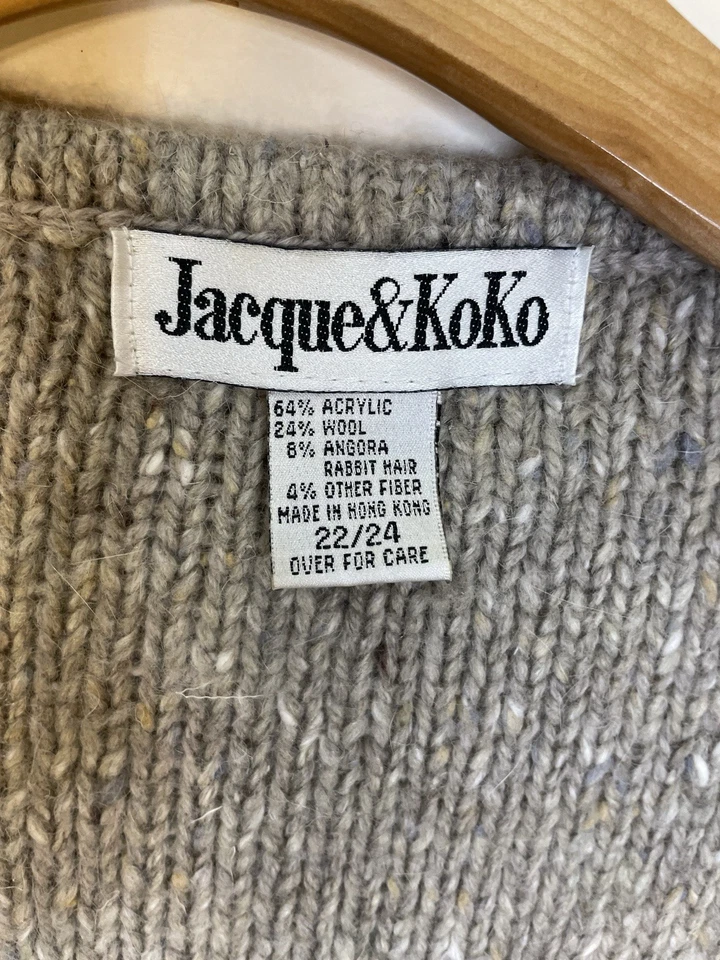 Jacque&KoKo
64% ACRYLIC
24% WOOL
8% ANGORA
RABBIT HAIR
4% OTHER FIBER
MADE IN HONG KONG
22/24
OVER FOR CARE